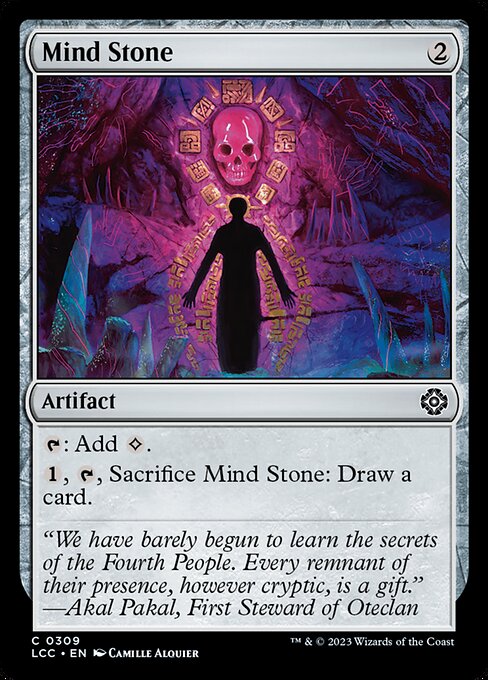 Mind Stone 2
Artifact
: Add .
1, , Sacrifice Mind Stone: Draw a
card.
“We have barely begun to learn the secrets
of the Fourth People. Every remnant of
their presence, however cryptic, is a gift.”
—Akal Pakal, First Steward of Oteclan
C 0309
LCC • EN Camille Alquier
™ & © 2023 Wizards of the Coast